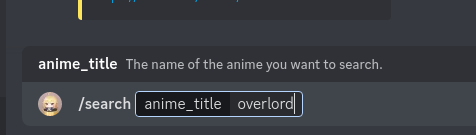 anime_title The name of the anime you want to search.
/search anime_title overlord